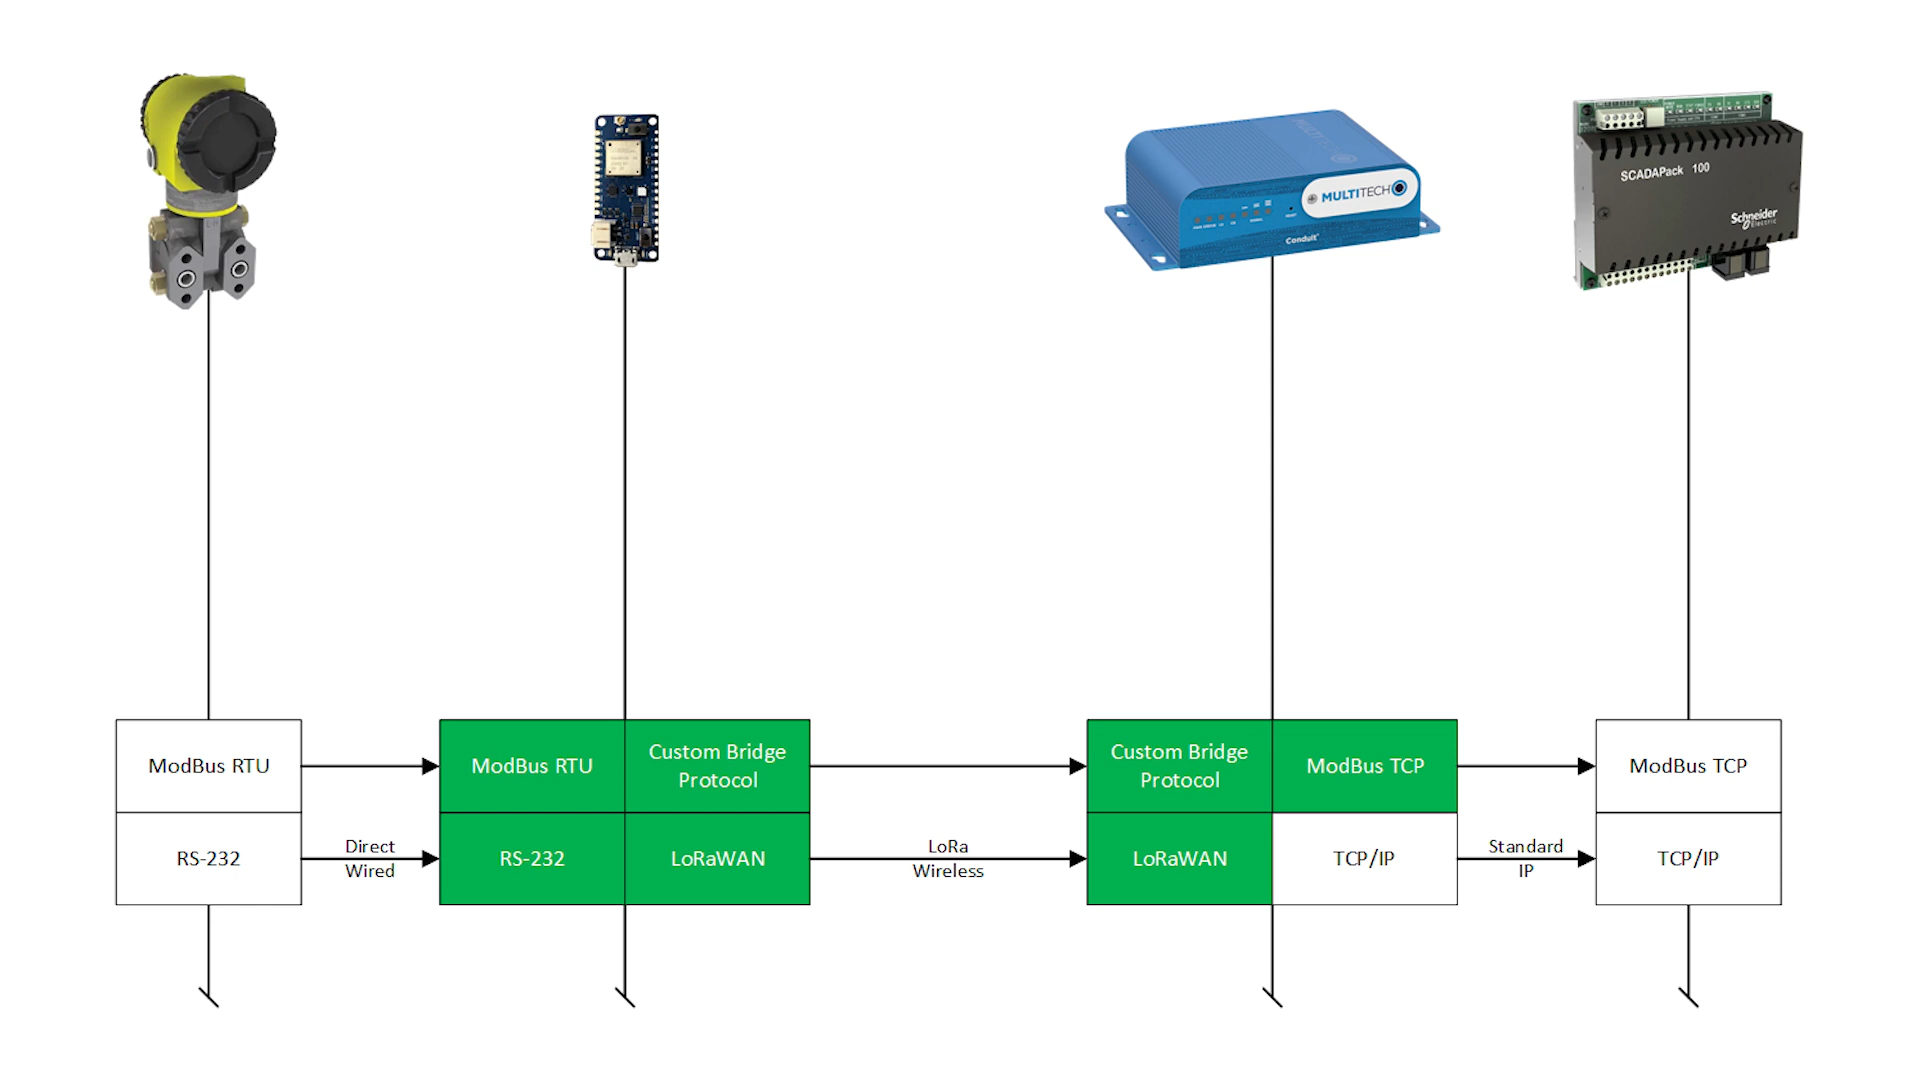 MULTITECH
Conduit
SCADAPack 100
Schneider
Electric
ModBus RTU
ModBus RTU
Custom Bridge
Protocol
Custom Bridge
Protocol
ModBus TCP
ModBus TCP
RS-232
Direct
Wired
RS-232
LoRaWAN
LoRa
Wireless
LoRaWAN
TCP/IP
Standard
IP
TCP/IP